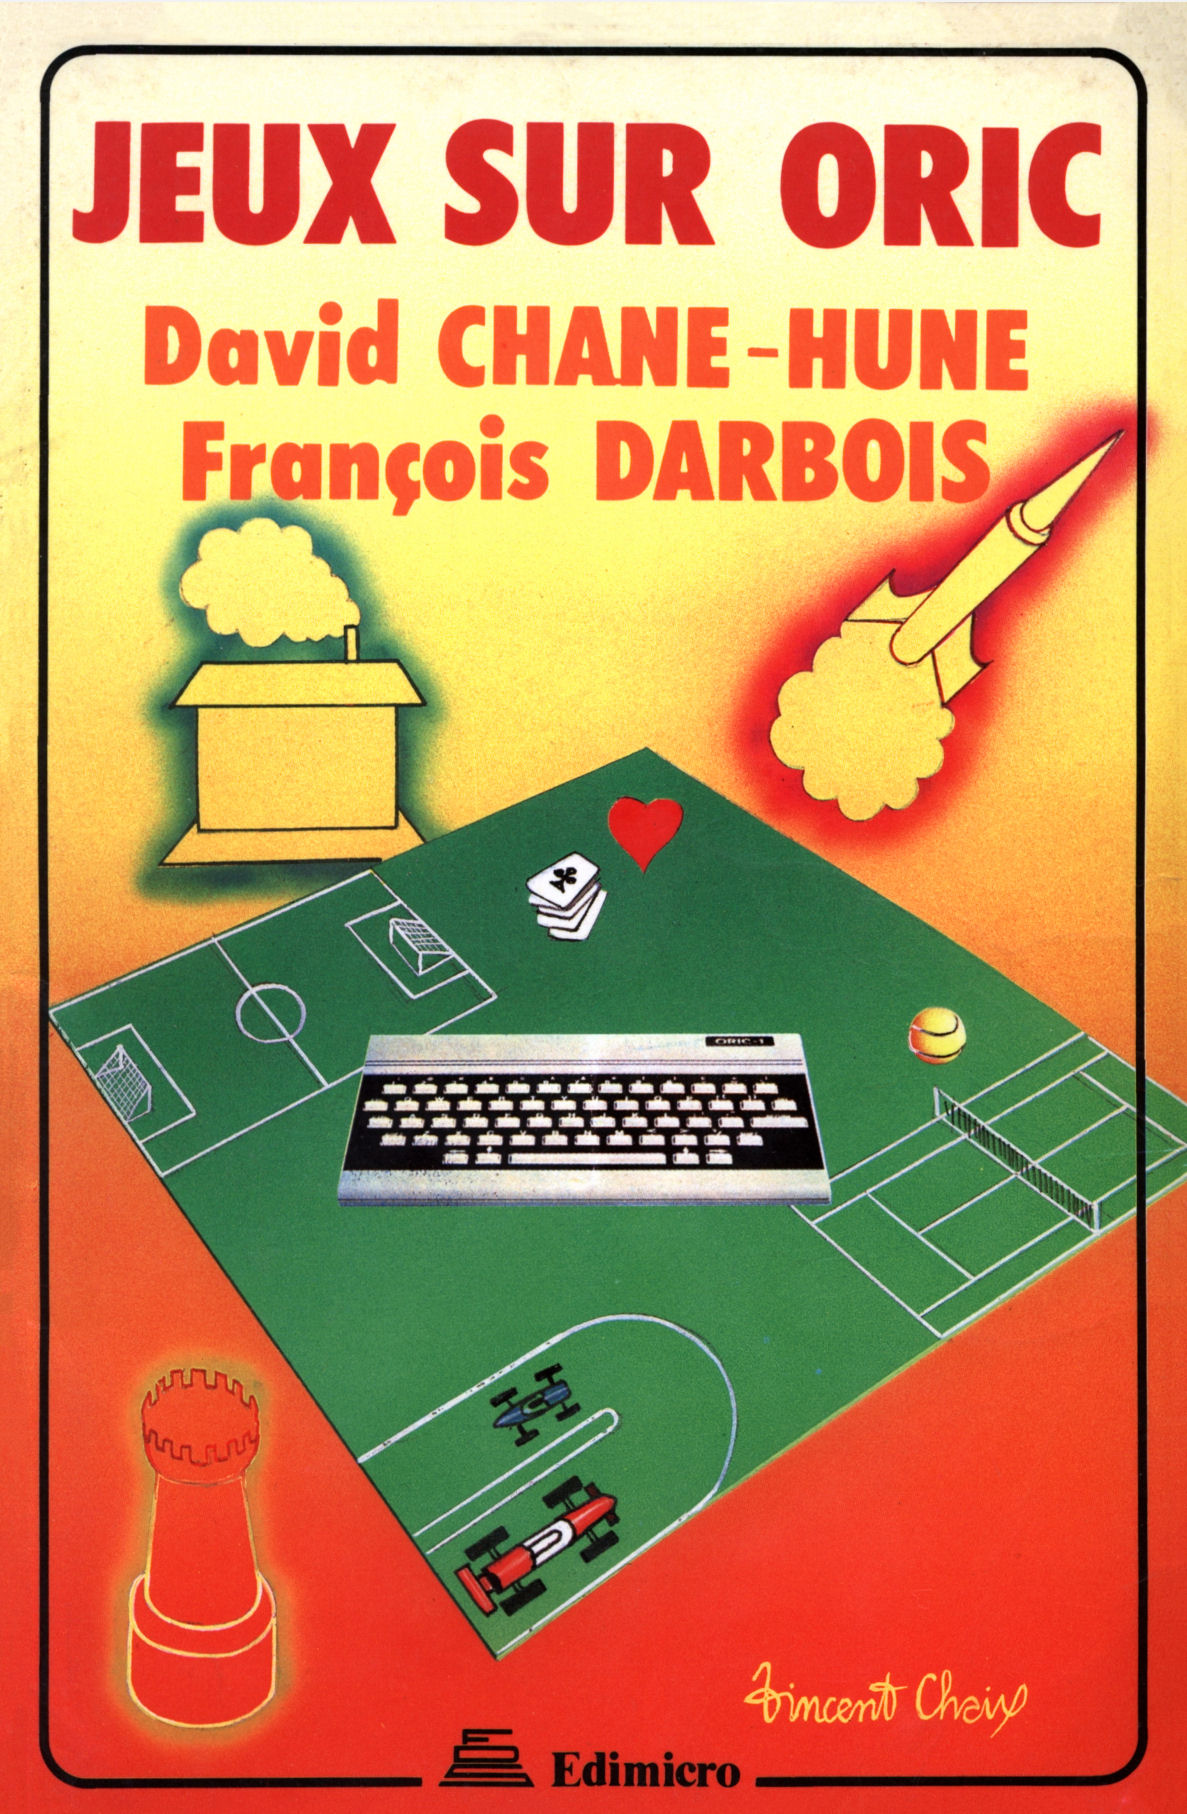 JEUX SUR ORIC
David CHANE-HUNE
François DARBOIS
ORIC-1
Vincent Chaix
Edimicro